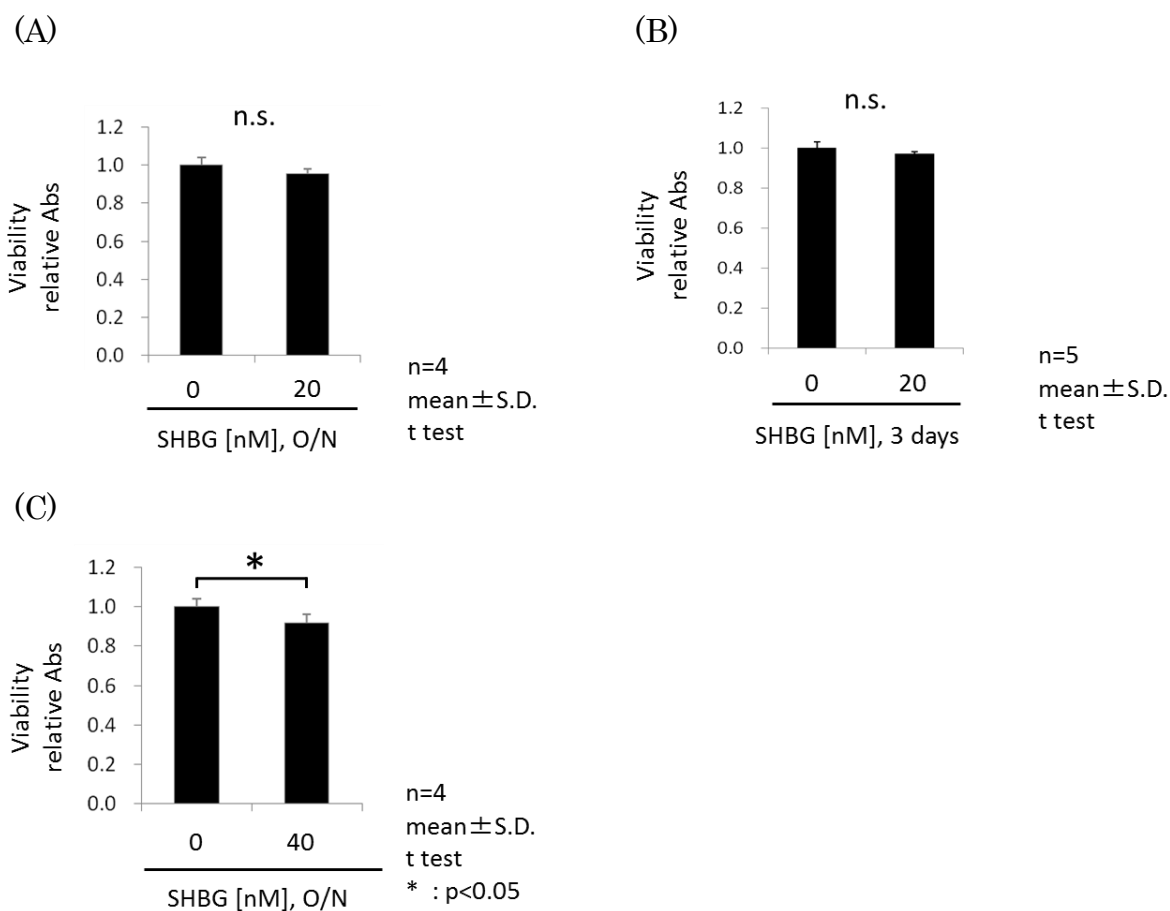 (A)
n.s.
Viability
relative Abs
1.2
1.0
0.8
0.6
0.4
0.2
0.0
0 20
SHBG [nM], O/N
n=4
mean±S.D.
t test
(B)
n.s.
Viability
relative Abs
1.2
1.0
0.8
0.6
0.4
0.2
0.0
0 20
SHBG [nM], 3 days
n=5
mean±S.D.
t test
(C)
*
Viability
relative Abs
1.2
1.0
0.8
0.6
0.4
0.2
0.0
0 40
SHBG [nM], O/N
n=4
mean±S.D.
t test
* : p<0.05